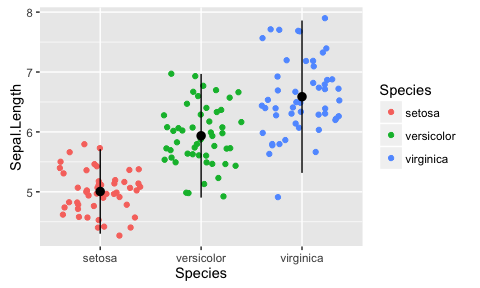 8
7
6
5
Sepal.Length
setosa versicolor virginica
Species
Species
setosa
versicolor
virginica